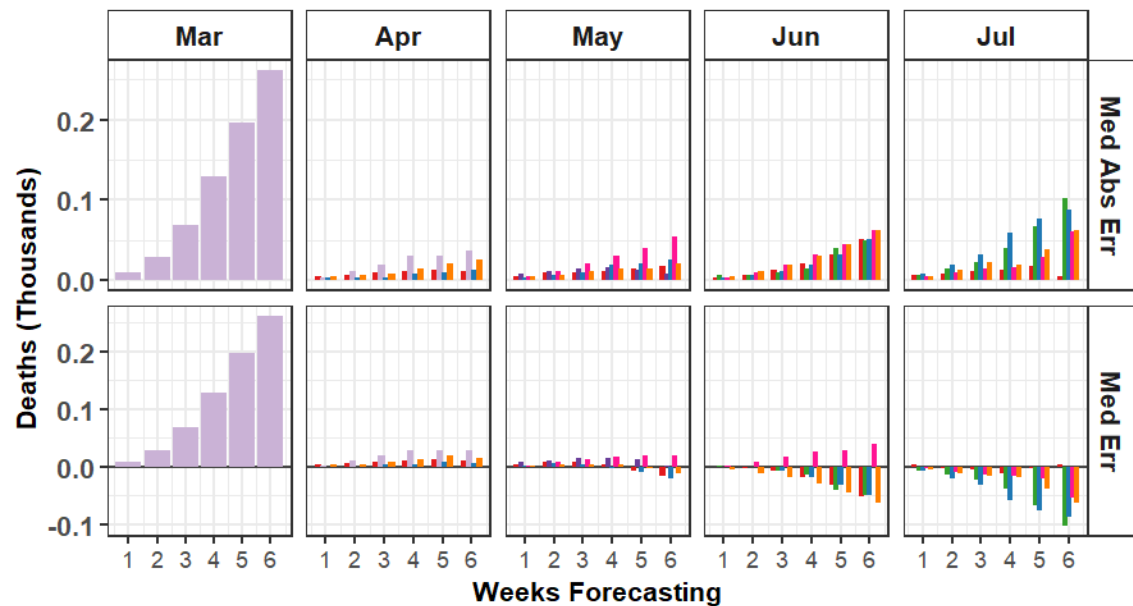 Mar Apr May Jun Jul
Deaths (Thousands)
0.2
0.1
0.0
Med Abs Err
0.2
0.1
0.0
-0.1
Med Err
1 2 3 4 5 6 1 2 3 4 5 6 1 2 3 4 5 6 1 2 3 4 5 6 1 2 3 4 5 6
Weeks Forecasting